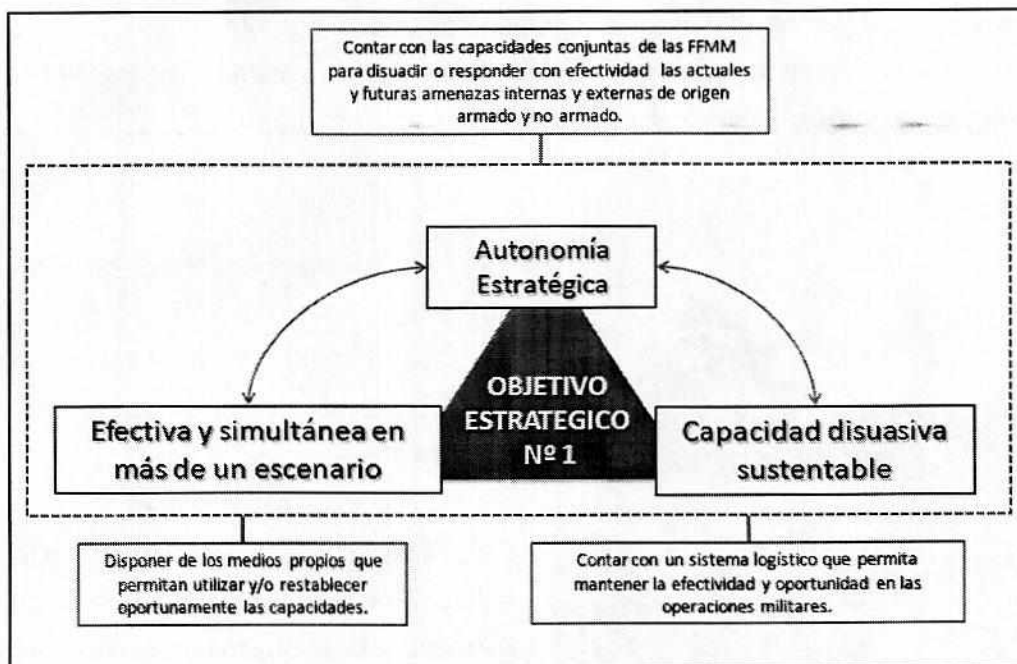 Contar con las capacidades conjuntas de las FFMM
para disuadir o responder con efectividad las actuales
y futuras amenazas internas y externas de origen
armado y no armado.
Autonomía
Estratégica
OBJETIVO
ESTRATEGICO
Nº 1
Efectiva y simultánea en
más de un escenario
Capacidad disuasiva
sustentable
Disponer de los medios propios que
permitan utilizar y/o restablecer
oportunamente las capacidades.
Contar con un sistema logístico que permita
mantener la efectividad y oportunidad en las
operaciones militares.